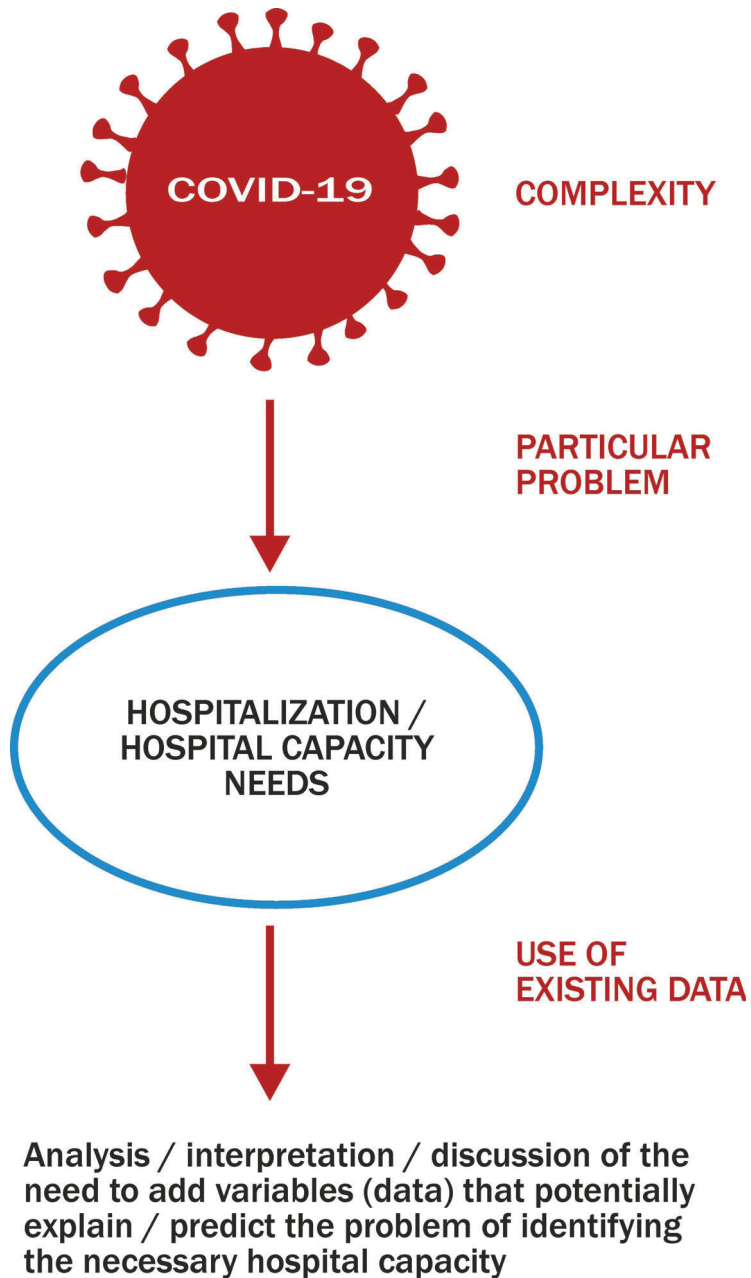 COVID-19
COMPLEXITY
PARTICULAR
PROBLEM
HOSPITALIZATION /
HOSPITAL CAPACITY
NEEDS
USE OF
EXISTING DATA
Analysis / interpretation / discussion of the
need to add variables (data) that potentially
explain / predict the problem of identifying
the necessary hospital capacity